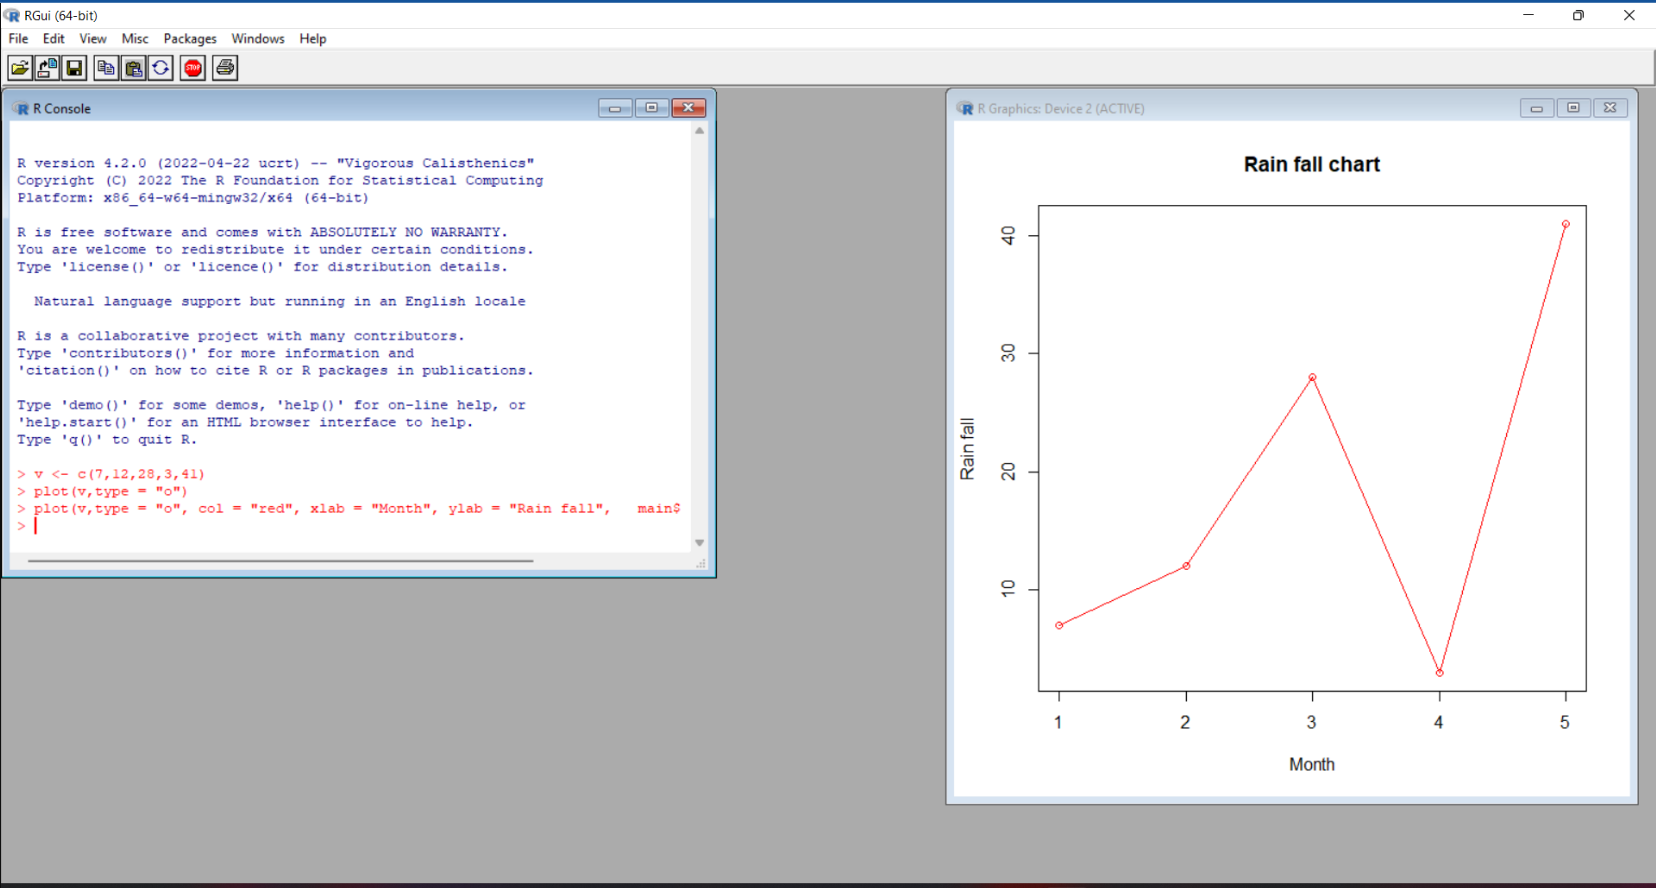 RGui (64-bit)
File Edit View Misc Packages Windows Help
STOP
R Console
R version 4.2.0 (2022-04-22 ucrt) -- "Vigorous Calisthenics"
Copyright (C) 2022 The R Foundation for Statistical Computing
Platform: x86_64-w64-mingw32/x64 (64-bit)
R is free software and comes with ABSOLUTELY NO WARRANTY.
You are welcome to redistribute it under certain conditions.
Type 'license()' or 'licence()' for distribution details.
Natural language support but running in an English locale
R is a collaborative project with many contributors.
Type 'contributors()' for more information and
'citation()' on how to cite R or R packages in publications.
Type 'demo()' for some demos, 'help()' for on-line help, or
'help.start()' for an HTML browser interface to help.
Type 'q()' to quit R.
> v <- c(7,12,28,3,41)
> plot(v,type = "o")
> plot(v,type = "o", col = "red", xlab = "Month", ylab = "Rain fall",   main$
>
R Graphics: Device 2 (ACTIVE)
Rain fall chart
40
30
20
10
Rain fall
1 2 3 4 5
Month